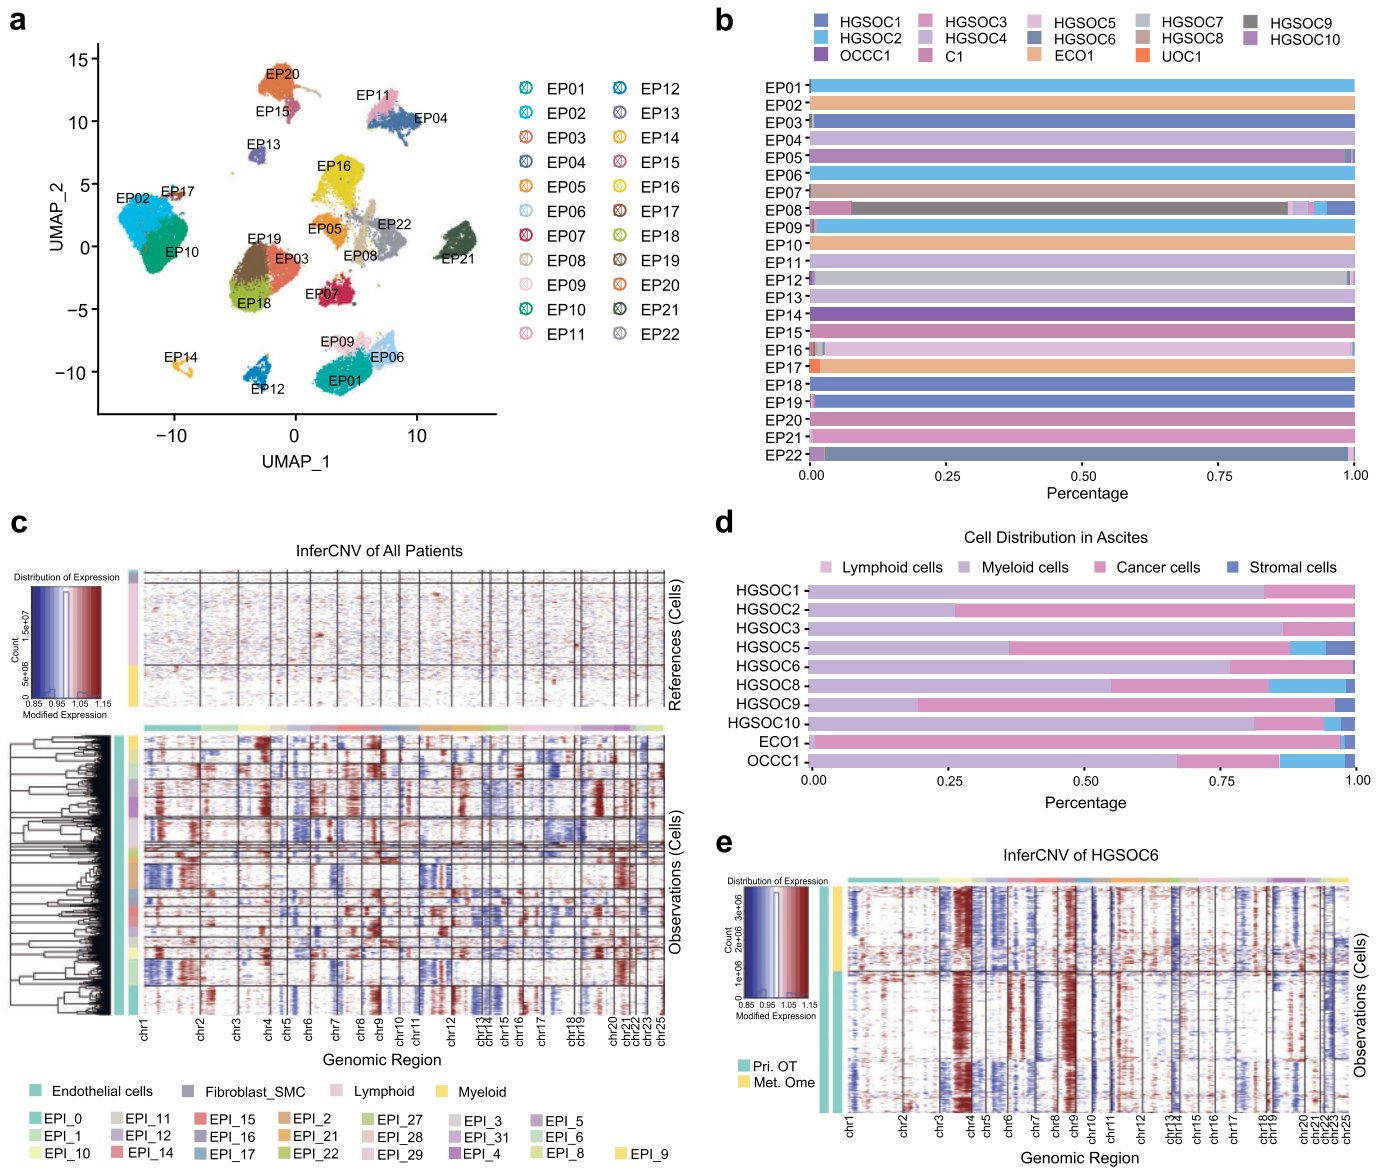 a
15
10
5
0
−5
−10
UMAP_2
−10
0
10
UMAP_1
EP20
EP15
EP11
EP04
EP13
EP16
EP02
EP17
EP10
EP19
EP03
EP18
EP05
EP22
EP08
EP21
EP07
EP09
EP06
EP01
EP14
EP12
EP01 EP12
EP02 EP13
EP03 EP14
EP04 EP15
EP05 EP16
EP06 EP17
EP07 EP18
EP08 EP19
EP09 EP20
EP10 EP21
EP11 EP22
b
HGSOC1 HGSOC3 HGSOC5 HGSOC7 HGSOC9
HGSOC2 HGSOC4 HGSOC6 HGSOC8 HGSOC10
OCCC1 C1 ECO1 UOC1
EP01
EP02
EP03
EP04
EP05
EP06
EP07
EP08
EP09
EP10
EP11
EP12
EP13
EP14
EP15
EP16
EP17
EP18
EP19
EP20
EP21
EP22
0.00 0.25 0.50 0.75 1.00
Percentage
c
InferCNV of All Patients
Distribution of Expression
Count
0 5e+06 1.5e+07
0.85 0.95 1.05 1.15
Modified Expression
References (Cells)
Observations (Cells)
chr1 chr2 chr3 chr4 chr5 chr6 chr7 chr8 chr9 chr10 chr11 chr12 chr13 chr14 chr15 chr16 chr17 chr18 chr19 chr20 chr21 chr22 chr23 chr25
Genomic Region
Endothelial cells Fibroblast_SMC Lymphoid Myeloid
EPI_0 EPI_11 EPI_15 EPI_2 EPI_27 EPI_3 EPI_5
EPI_1 EPI_12 EPI_16 EPI_21 EPI_28 EPI_31 EPI_6
EPI_10 EPI_14 EPI_17 EPI_22 EPI_29 EPI_4 EPI_8 EPI_9
d
Cell Distribution in Ascites
Lymphoid cells Myeloid cells Cancer cells Stromal cells
HGSOC1
HGSOC2
HGSOC3
HGSOC5
HGSOC6
HGSOC8
HGSOC9
HGSOC10
ECO1
OCCC1
0.00 0.25 0.50 0.75 1.00
Percentage
e
InferCNV of HGSOC6
Distribution of Expression
Count
0 1e+06 2e+06 3e+06
0.85 0.95 1.05 1.15
Modified Expression
Pri. OT
Met. Ome
Observations (Cells)
chr1 chr2 chr3 chr4 chr5 chr6 chr7 chr8 chr9 chr10 chr11 chr12 chr13 chr14 chr15 chr16 chr17 chr18 chr19 chr20 chr21 chr22 chr23 chr25
Genomic Region